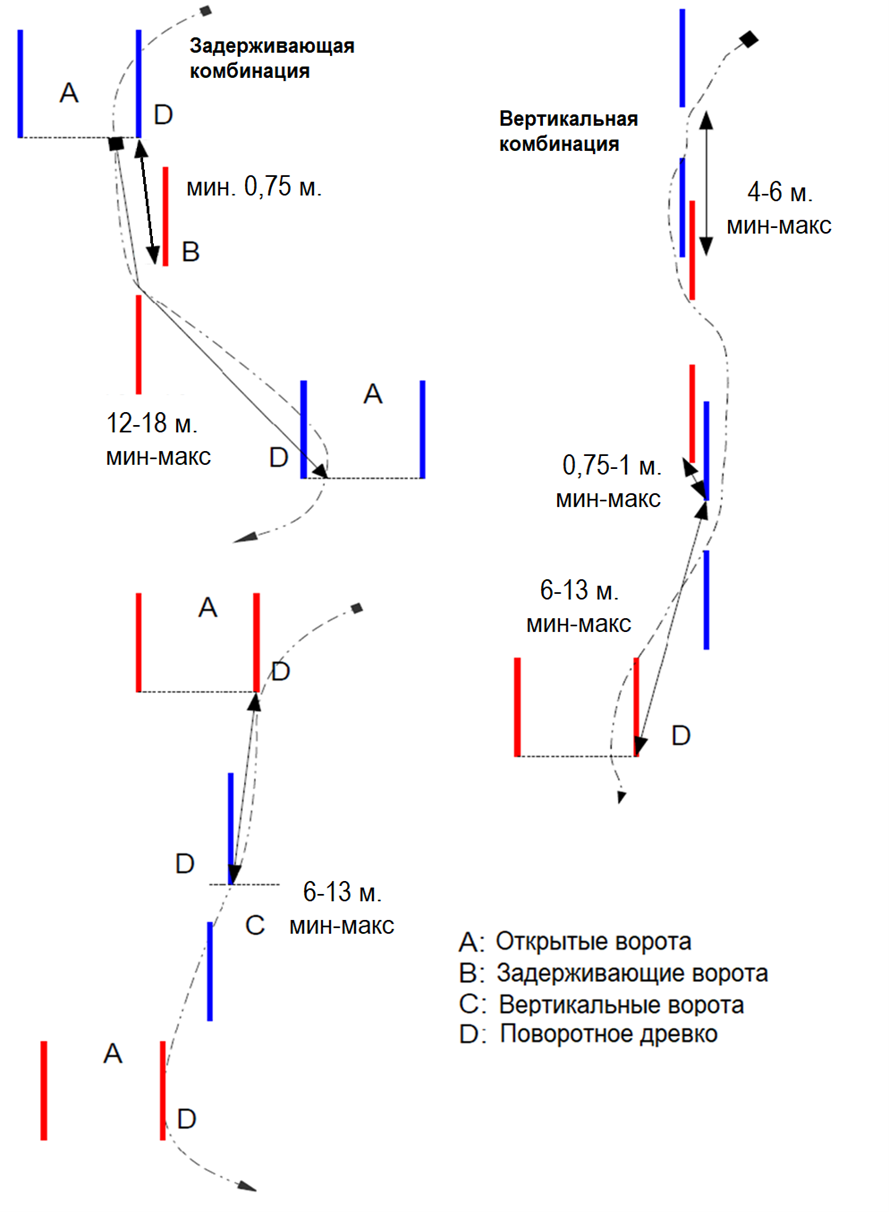 Задерживающая
комбинация
A
D
мин. 0,75 м.
B
12-18 м.
мин-макс
A
D
Вертикальная
комбинация
4-6 м.
мин-макс
0,75-1 м.
мин-макс
6-13 м.
мин-макс
D
A
D
D
6-13 м.
мин-макс
C
A
D
A: Открытые ворота
B: Задерживающие ворота
C: Вертикальные ворота
D: Поворотное древко